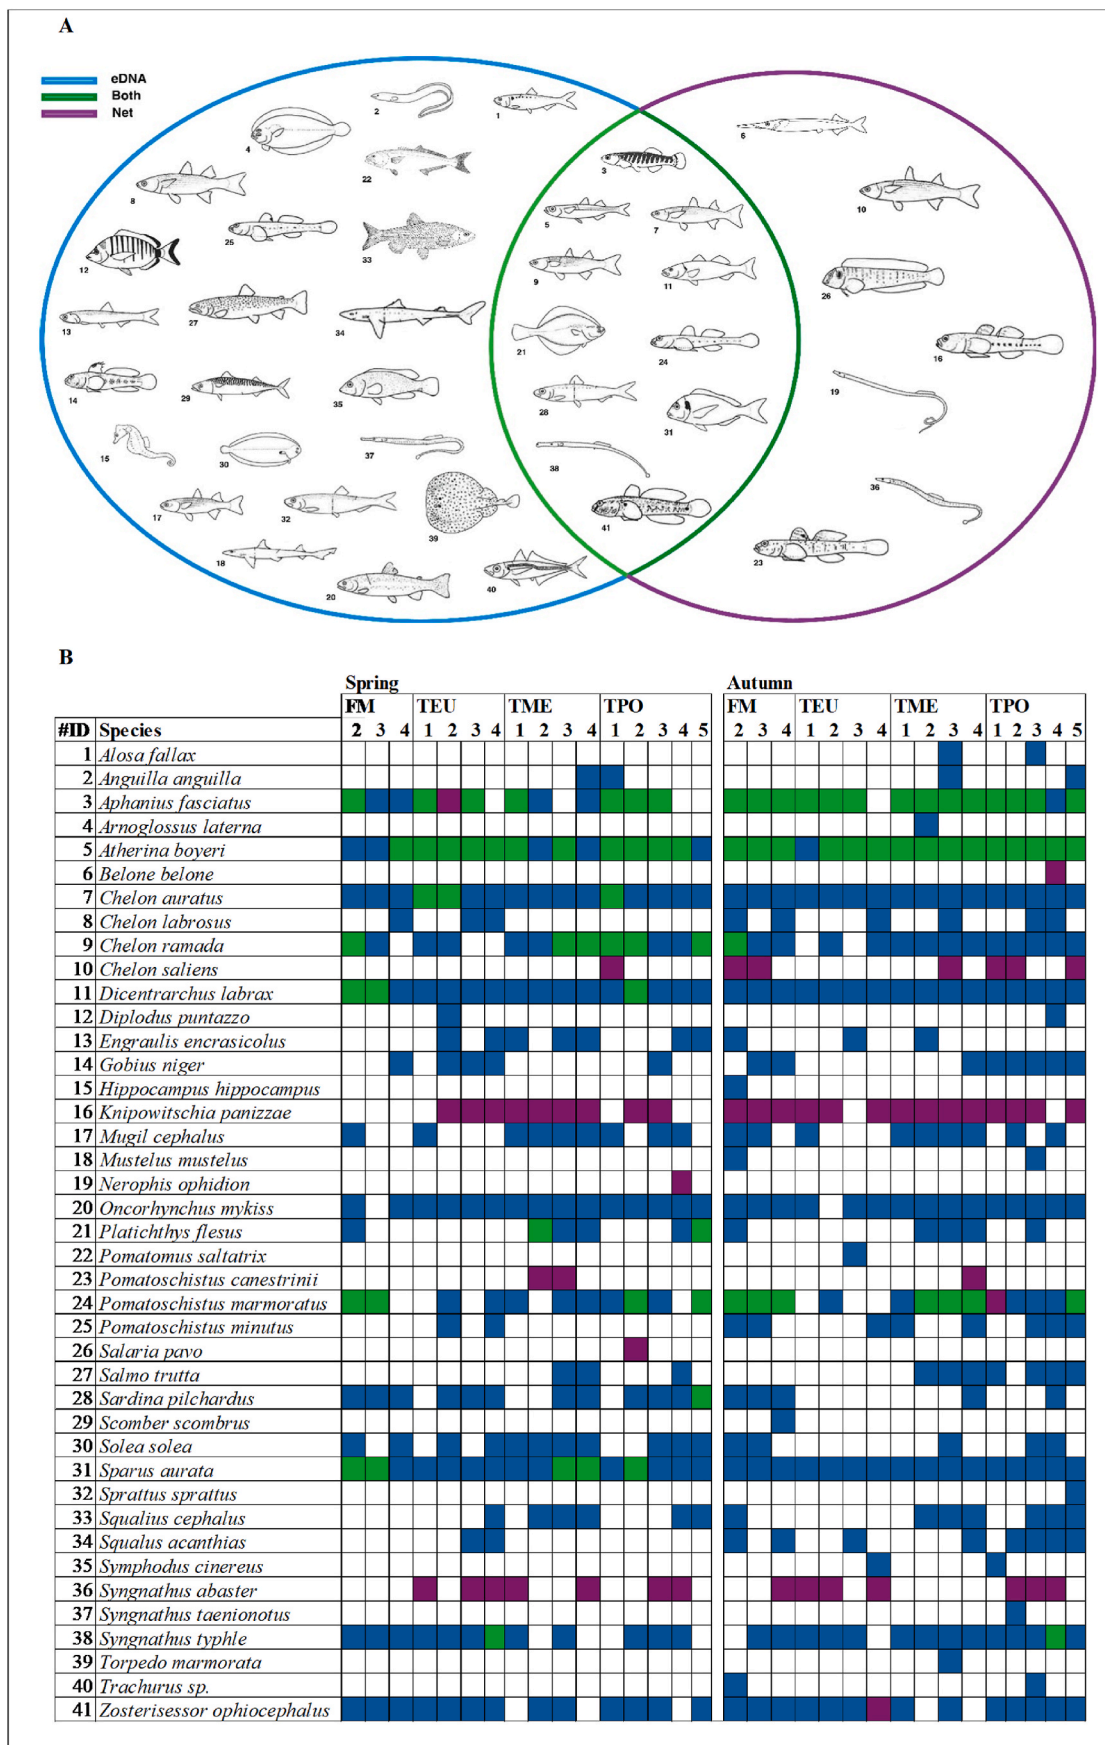 A
eDNA
Both
Net
2
1
4
22
3
6
8
25
33
5
7
10
12
9
11
26
13
27
34
21
24
16
14
29
35
28
31
19
15
30
37
38
36
17
32
39
41
18
20
40
23
B
Spring Autumn
FM TEU TME TPO FM TEU TME TPO
#ID Species 2 3 4 1 2 3 4 1 2 3 4 1 2 3 4 5 2 3 4 1 2 3 4 1 2 3 4 1 2 3 4 5
1 Alosa fallax
2 Anguilla anguilla
3 Aphanius fasciatus
4 Arnoglossus laterna
5 Atherina boyeri
6 Belone belone
7 Chelon auratus
8 Chelon labrosus
9 Chelon ramada
10 Chelon saliens
11 Dicentrarchus labrax
12 Diplodus puntazzo
13 Engraulis encrasicolus
14 Gobius niger
15 Hippocampus hippocampus
16 Knipowitschia panizzae
17 Mugil cephalus
18 Mustelus mustelus
19 Nerophis ophidion
20 Oncorhynchus mykiss
21 Platichthys flesus
22 Pomatomus saltatrix
23 Pomatoschistus canestrinii
24 Pomatoschistus marmoratus
25 Pomatoschistus minutus
26 Salaria pavo
27 Salmo trutta
28 Sardina pilchardus
29 Scomber scombrus
30 Solea solea
31 Sparus aurata
32 Sprattus sprattus
33 Squalius cephalus
34 Squalus acanthias
35 Symphodus cinereus
36 Syngnathus abaster
37 Syngnathus taenionotus
38 Syngnathus typhle
39 Torpedo marmorata
40 Trachurus sp.
41 Zosterisessor ophiocephalus